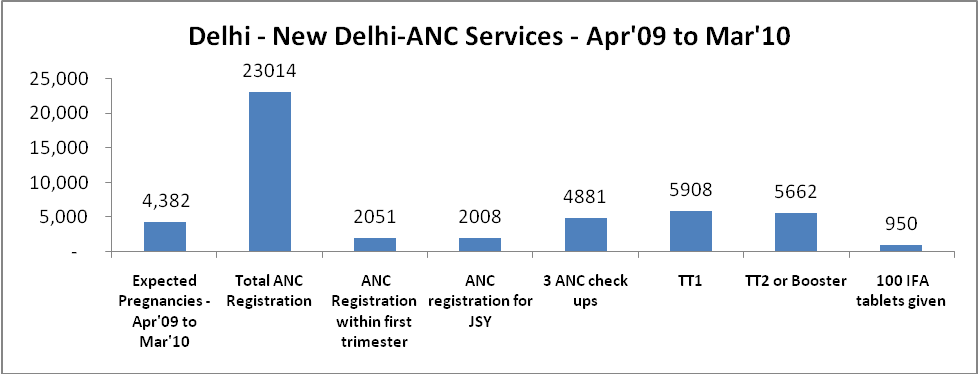 Delhi - New Delhi-ANC Services - Apr'09 to Mar'10
25,000
20,000
15,000
10,000
5,000
-
4,382
23014
2051
2008
4881
5908
5662
950
Expected
Pregnancies -
Apr'09 to
Mar'10
Total ANC
Registration
ANC
Registration
within first
trimester
ANC
registration for
JSY
3 ANC check
ups
TT1
TT2 or Booster
100 IFA
tablets given